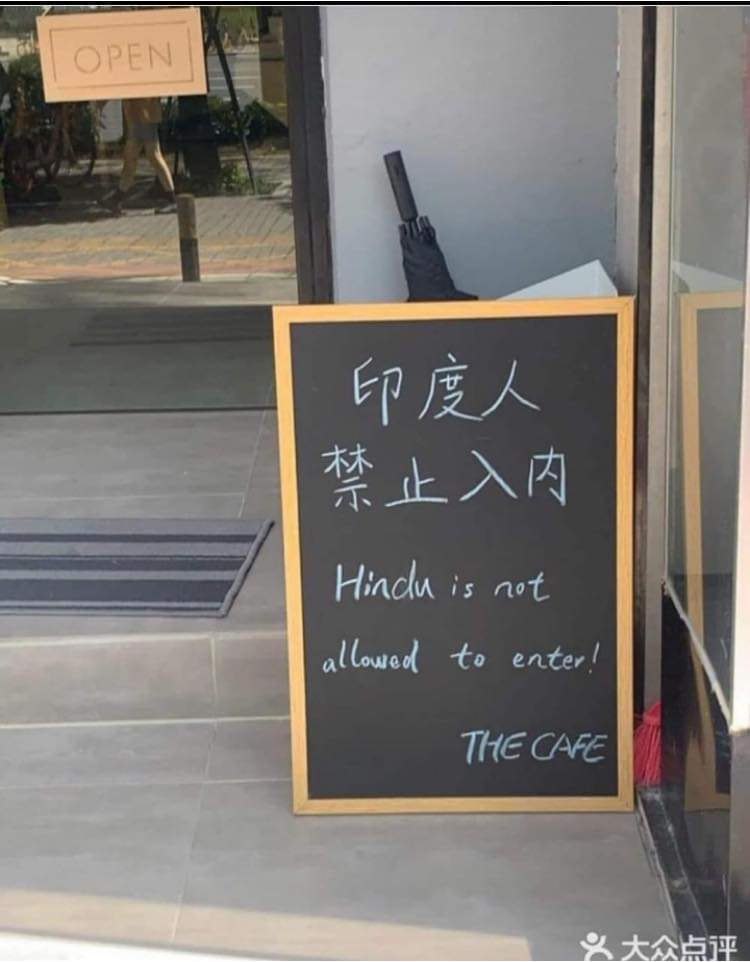 OPEN
印度人
禁止入内
Hindu is not
allowed to enter!
THE CAFE
大众点评